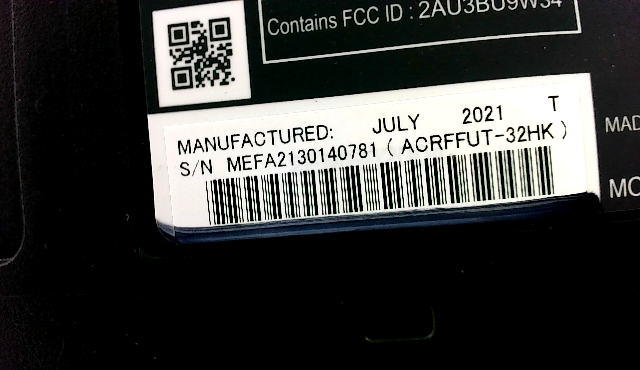 Contains FCC ID : 2AU3BU9W34
MANUFACTURED: JULY 2021 T
S/N MEFA2130140781 ( ACRFFUT-32HK )